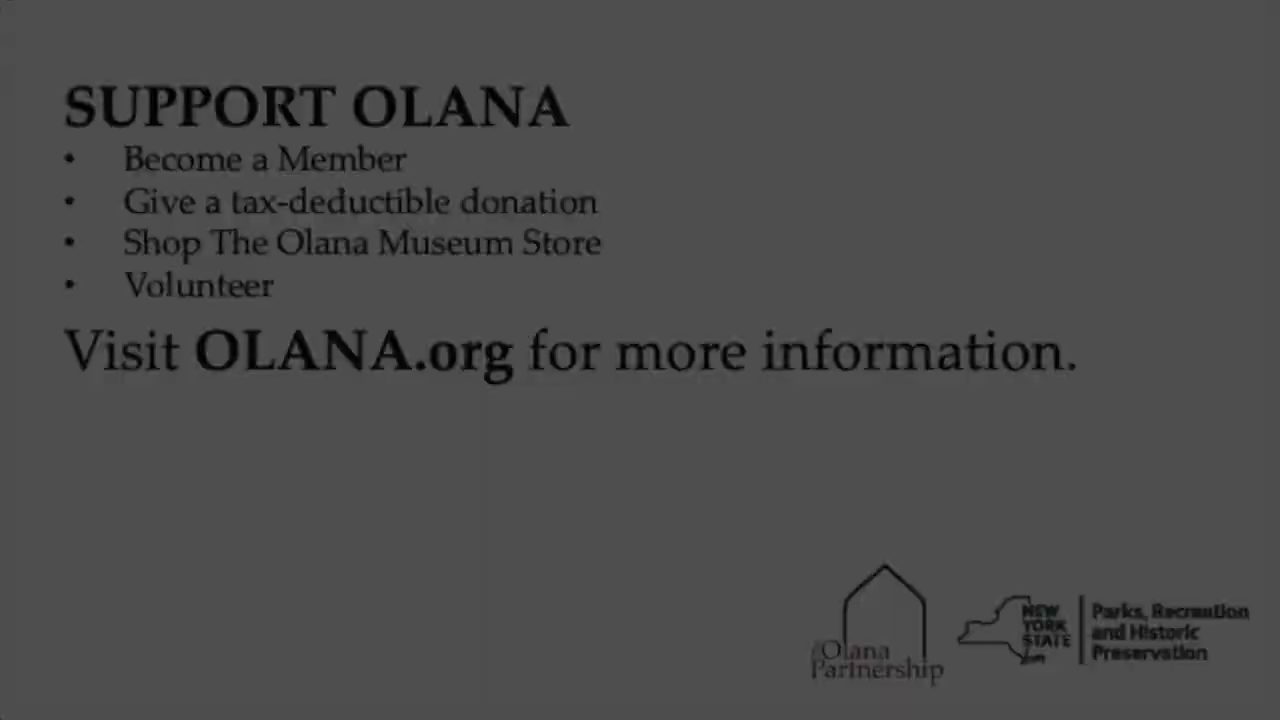 SUPPORT OLANA
• Become a Member
• Give a tax-deductible donation
• Shop The Olana Museum Store
• Volunteer
Visit OLANA.org for more information.
Olana
Partnership
NEW
YORK
STATE
Parks, Recreation
and Historic
Preservation